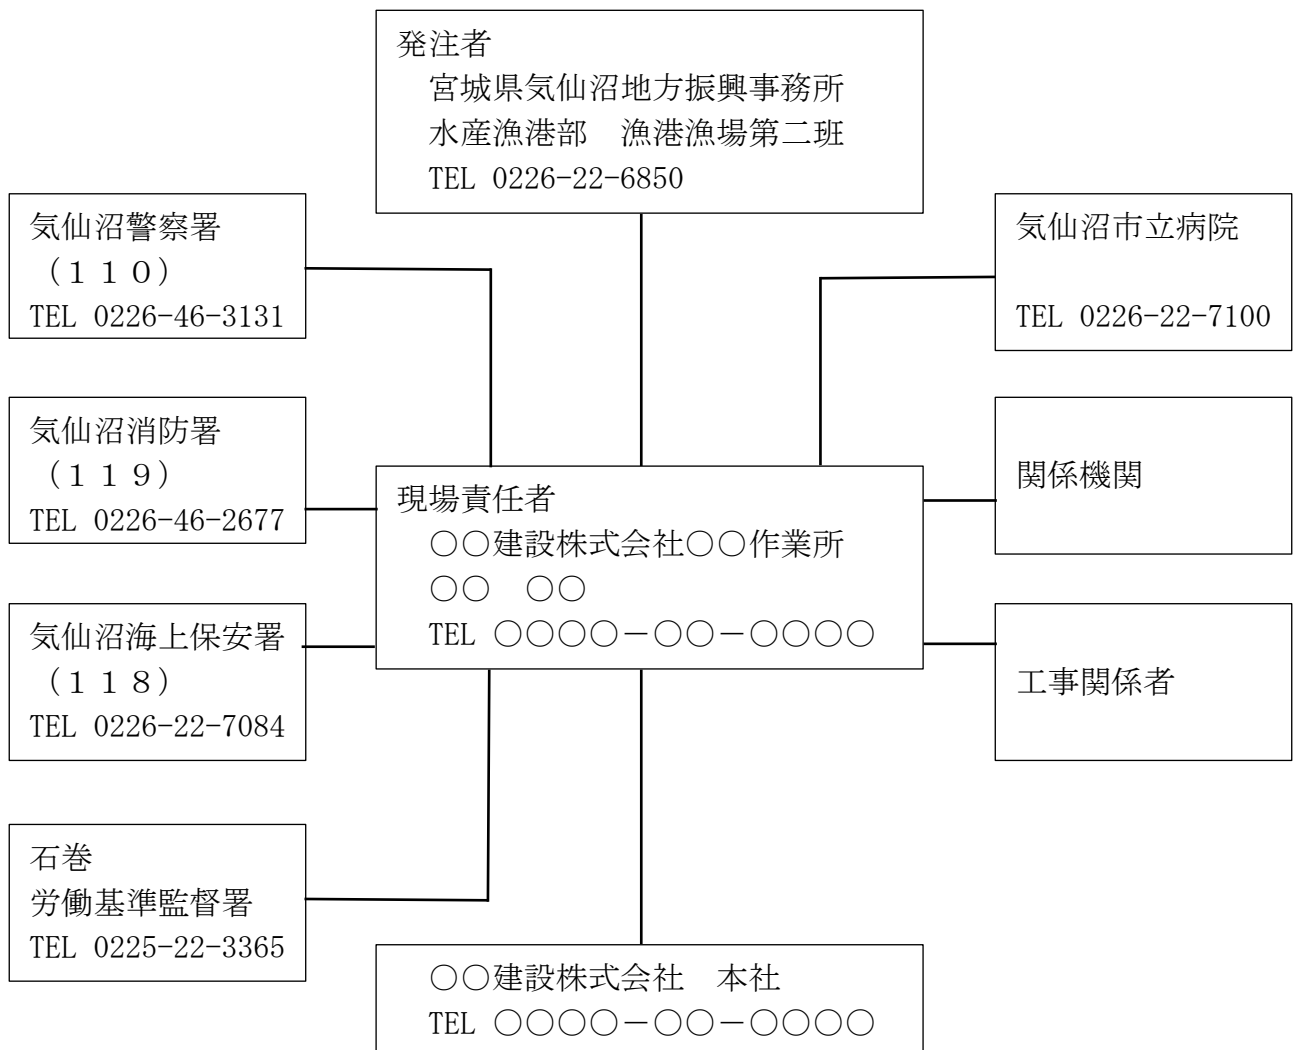 発注者
宮城県気仙沼地方振興事務所
水産漁港部　漁港漁場第二班
TEL 0226-22-6850
気仙沼警察署
（１１０）
TEL 0226-46-3131
気仙沼市立病院
TEL 0226-22-7100
気仙沼消防署
（１１９）
TEL 0226-46-2677
関係機関
現場責任者
○○建設株式会社○○作業所
○○　○○
TEL ○○○○－○○－○○○○
気仙沼海上保安署
（１１８）
TEL 0226-22-7084
工事関係者
石巻
労働基準監督署
TEL 0225-22-3365
○○建設株式会社　本社
TEL ○○○○－○○－○○○○